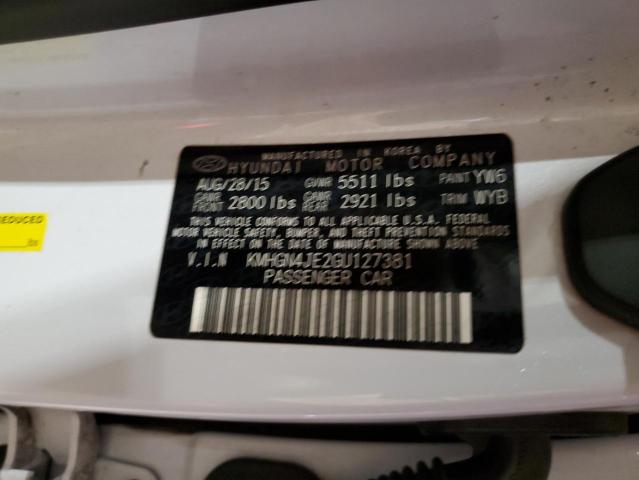 MANUFACTURED IN KOREA BY
HYUNDAI MOTOR COMPANY
AUG/28/15 GVWR 5511 lbs PAINT YW6
GAWR FRONT 2800 lbs GAWR REAR 2921 lbs TRIM WYB
THIS VEHICLE CONFORMS TO ALL APPLICABLE U.S.A. FEDERAL
MOTOR VEHICLE SAFETY, BUMPER, AND THEFT PREVENTION STANDARDS
IN EFFECT ON THE DATE OF MANUFACTURE SHOWN ABOVE.
V.I.N KMHGN4JE2GU127381
PASSENGER CAR
REDUCED
lbs